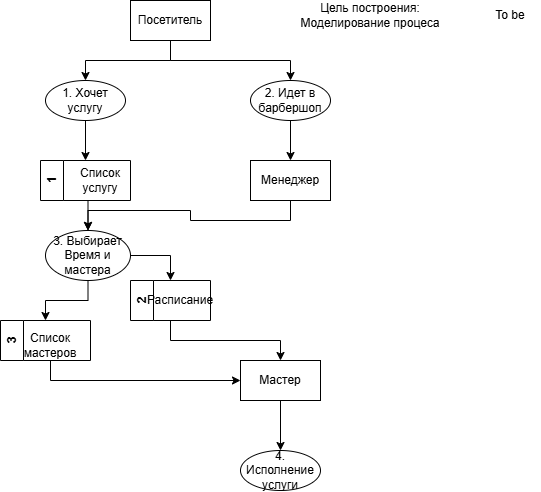 Посетитель
Цель построения:
Моделирование процеса
To be
1. Хочет
услугу
2. Идет в
барбершоп
1
Список
услугу
Менеджер
3. Выбирает
Время и
мастера
2
Расписание
3
Список
мастеров
Мастер
4.
Исполнение
услуги